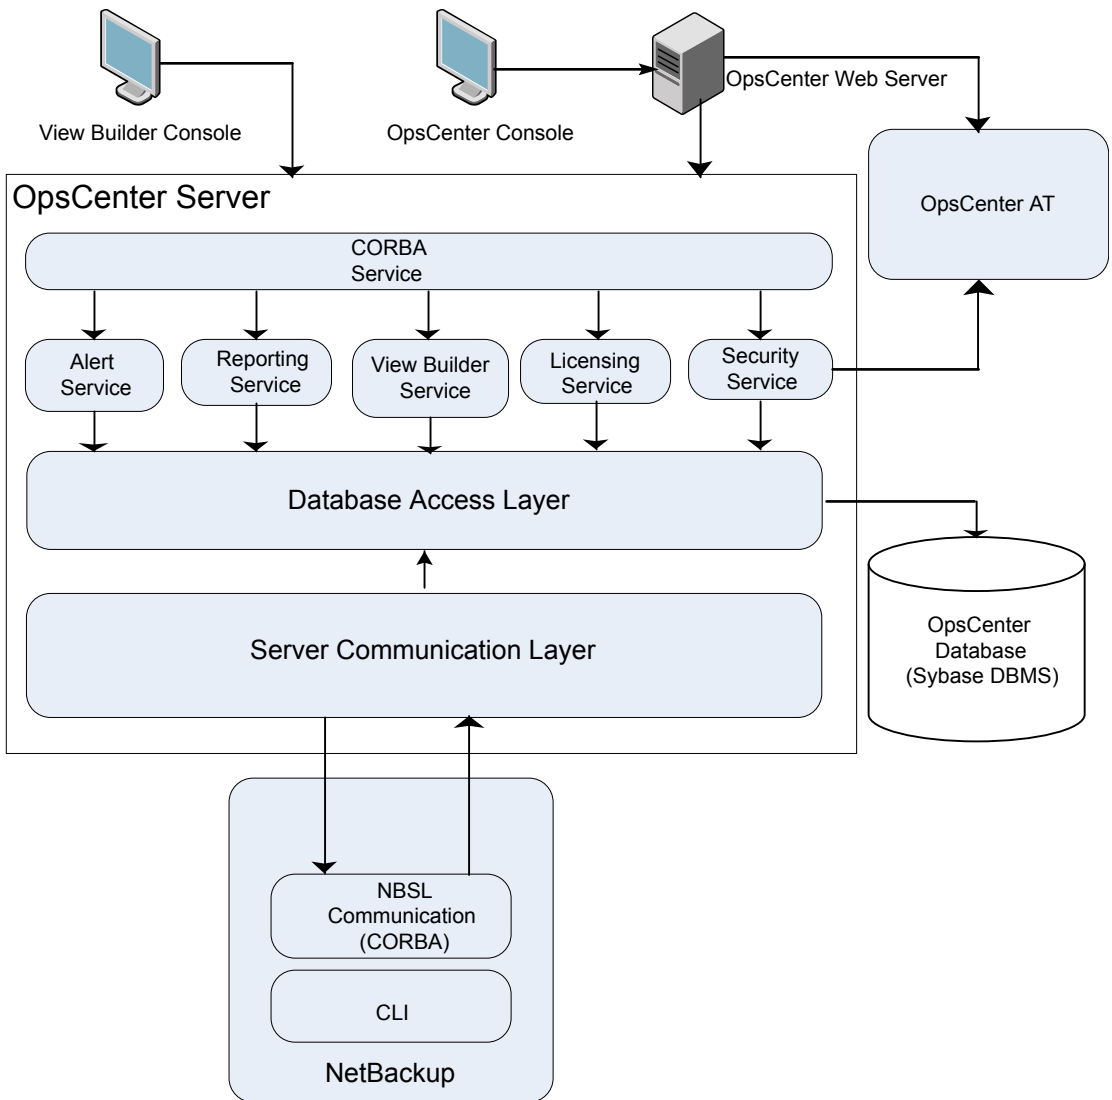 View Builder Console
OpsCenter Console
OpsCenter Web Server
OpsCenter AT
OpsCenter Server
CORBA
Service
Alert
Service
Reporting
Service
View Builder
Service
Licensing
Service
Security
Service
Database Access Layer
Server Communication Layer
OpsCenter
Database
(Sybase DBMS)
NBSL
Communication
(CORBA)
CLI
NetBackup